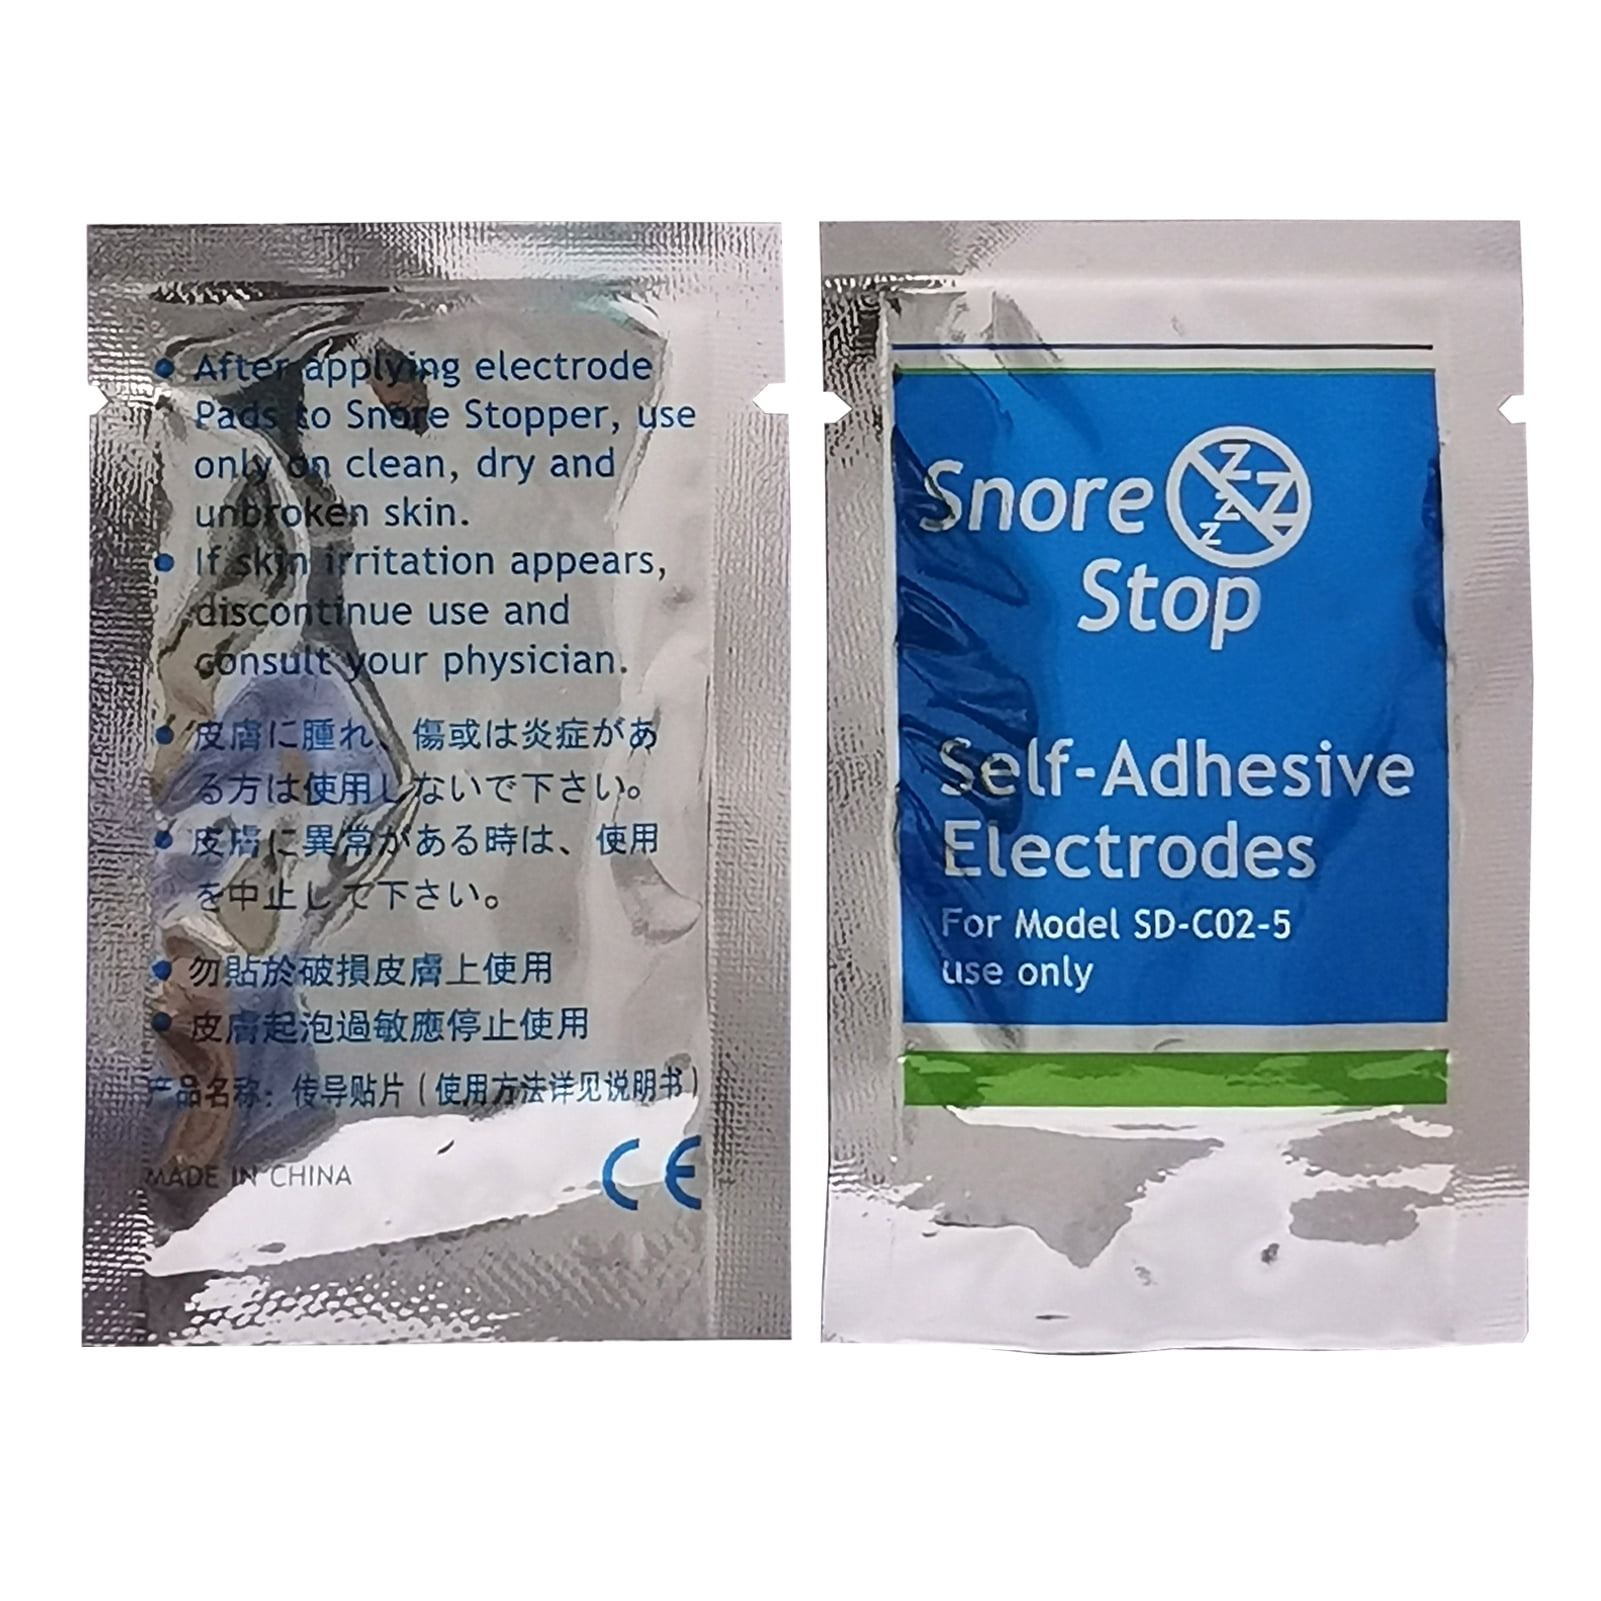 • After applying electrode
Pads to Snore Stopper, use
only on clean, dry and
unbroken skin.
• If skin irritation appears,
discontinue use and
consult your physician.
• 皮膚に腫れ、傷或は炎症があ
る方は使用しないで下さい。
• 皮膚に異常がある時は、使用
を中止して下さい。
• 勿貼於破損皮膚上使用
• 皮膚起泡過敏應停止使用
产品名称：传导贴片（使用方法详见说明书）
MADE IN CHINA
CE
Snore
Stop
zzzz
Self-Adhesive
Electrodes
For Model SD-C02-5
use only